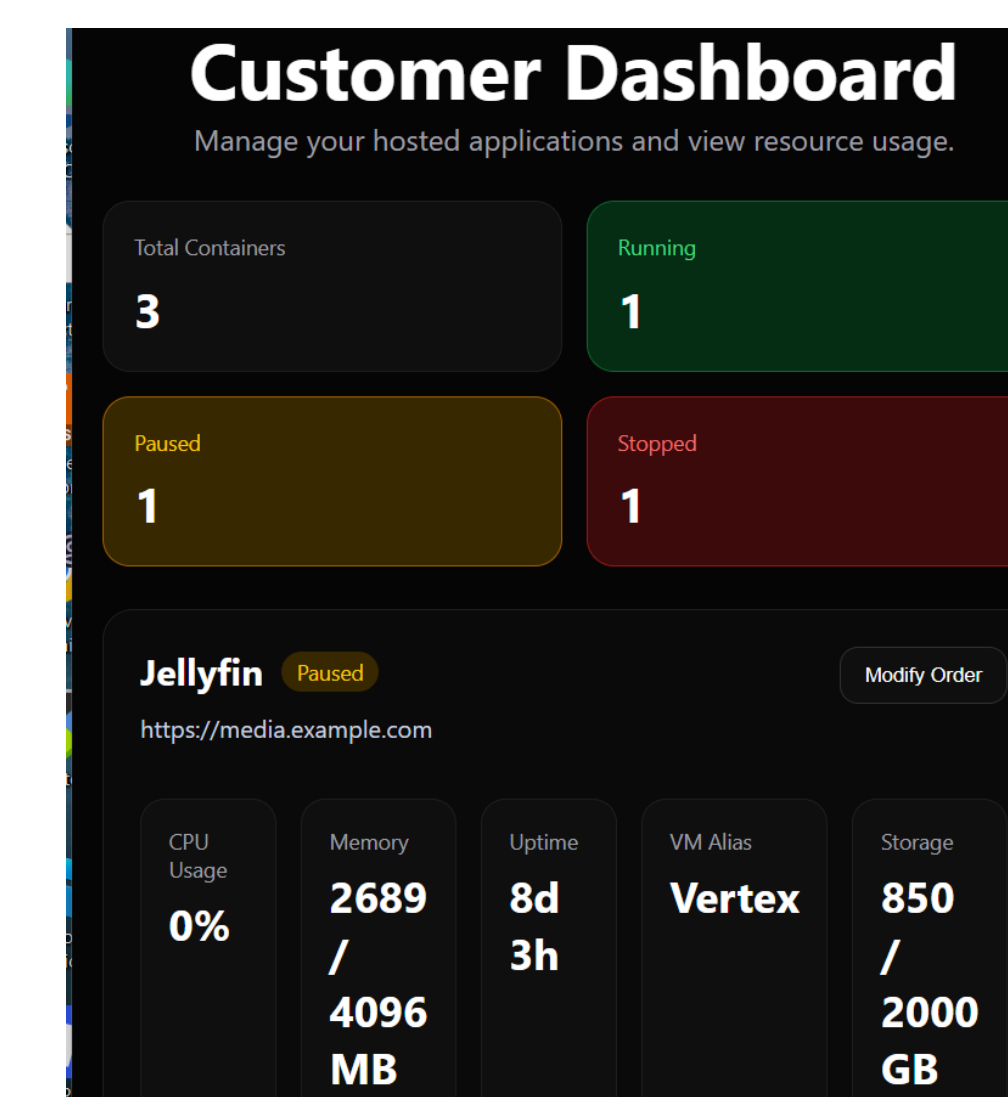 Customer Dashboard
Manage your hosted applications and view resource usage.
Total Containers
3
Running
1
Paused
1
Stopped
1
Jellyfin
Paused
Modify Order
https://media.example.com
CPU
Usage
0%
Memory
2689
/
4096
MB
Uptime
8d
3h
VM Alias
Vertex
Storage
850
/
2000
GB